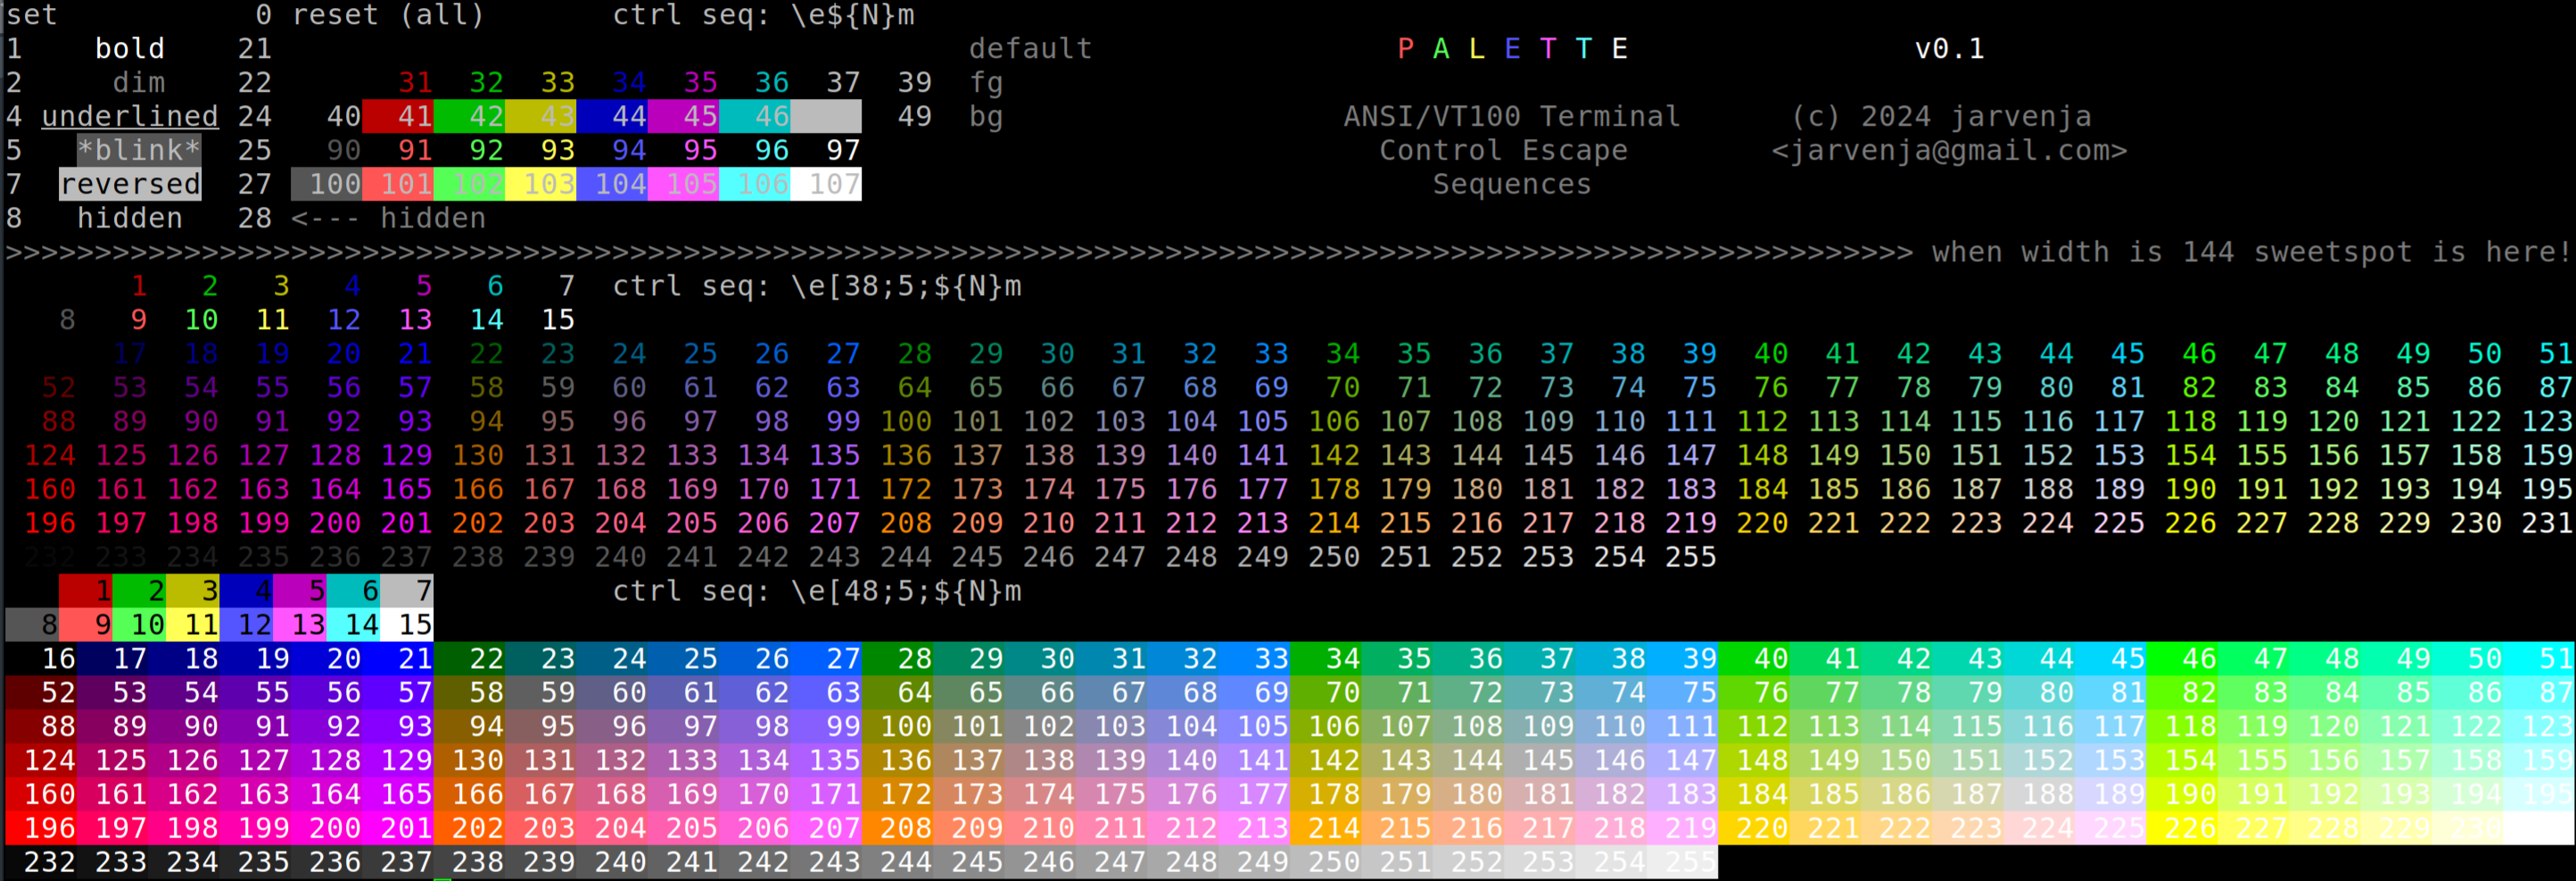 set 0 reset (all) ctrl seq: \e${N}m
1 bold 21 default P A L E T T E v0.1
2 dim 22 31 32 33 34 35 36 37 39 fg
4 underlined 24 40 41 42 43 44 45 46 49 bg ANSI/VT100 Terminal (c) 2024 jarvenja
5 *blink* 25 90 91 92 93 94 95 96 97 Control Escape <jarvenja@gmail.com>
7 reversed 27 100 101 102 103 104 105 106 107 Sequences
8 hidden 28 <--- hidden
>>>>>>>>>>>>>>>>>>>>>>>>>>>>>>>>>>>>>>>>>>>>>>>>>>>>>>>>>>>>>>>>>>>>>>>>>>>>>>>>>>>>>>>>>>>>>>>>>>>>>>>>>>> when width is 144 sweetspot is here!
1 2 3 4 5 6 7 ctrl seq: \e[38;5;${N}m
8 9 10 11 12 13 14 15
17 18 19 20 21 22 23 24 25 26 27 28 29 30 31 32 33 34 35 36 37 38 39 40 41 42 43 44 45 46 47 48 49 50 51
52 53 54 55 56 57 58 59 60 61 62 63 64 65 66 67 68 69 70 71 72 73 74 75 76 77 78 79 80 81 82 83 84 85 86 87
88 89 90 91 92 93 94 95 96 97 98 99 100 101 102 103 104 105 106 107 108 109 110 111 112 113 114 115 116 117 118 119 120 121 122 123
124 125 126 127 128 129 130 131 132 133 134 135 136 137 138 139 140 141 142 143 144 145 146 147 148 149 150 151 152 153 154 155 156 157 158 159
160 161 162 163 164 165 166 167 168 169 170 171 172 173 174 175 176 177 178 179 180 181 182 183 184 185 186 187 188 189 190 191 192 193 194 195
196 197 198 199 200 201 202 203 204 205 206 207 208 209 210 211 212 213 214 215 216 217 218 219 220 221 222 223 224 225 226 227 228 229 230 231
232 233 234 235 236 237 238 239 240 241 242 243 244 245 246 247 248 249 250 251 252 253 254 255
1 2 3 4 5 6 7 ctrl seq: \e[48;5;${N}m
8 9 10 11 12 13 14 15
16 17 18 19 20 21 22 23 24 25 26 27 28 29 30 31 32 33 34 35 36 37 38 39 40 41 42 43 44 45 46 47 48 49 50 51
52 53 54 55 56 57 58 59 60 61 62 63 64 65 66 67 68 69 70 71 72 73 74 75 76 77 78 79 80 81 82 83 84 85 86 87
88 89 90 91 92 93 94 95 96 97 98 99 100 101 102 103 104 105 106 107 108 109 110 111 112 113 114 115 116 117 118 119 120 121 122 123
124 125 126 127 128 129 130 131 132 133 134 135 136 137 138 139 140 141 142 143 144 145 146 147 148 149 150 151 152 153 154 155 156 157 158 159
160 161 162 163 164 165 166 167 168 169 170 171 172 173 174 175 176 177 178 179 180 181 182 183 184 185 186 187 188 189 190 191 192 193 194 195
196 197 198 199 200 201 202 203 204 205 206 207 208 209 210 211 212 213 214 215 216 217 218 219 220 221 222 223 224 225 226 227 228 229 230
232 233 234 235 236 237 238 239 240 241 242 243 244 245 246 247 248 249 250 251 252 253 254 255